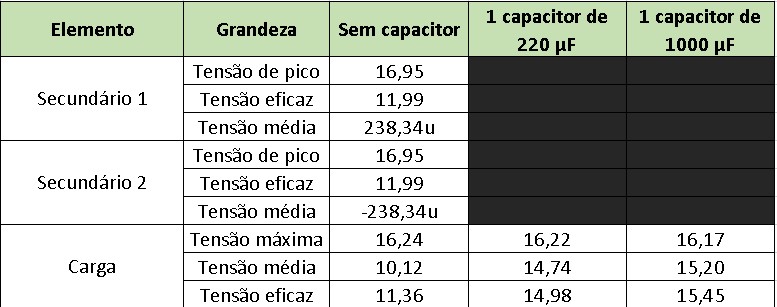 Elemento Grandeza Sem capacitor 1 capacitor de 220 µF 1 capacitor de 1000 µF
Secundário 1
Tensão de pico 16,95
Tensão eficaz 11,99
Tensão média 238,34u
Secundário 2
Tensão de pico 16,95
Tensão eficaz 11,99
Tensão média -238,34u
Carga
Tensão máxima 16,24 16,22 16,17
Tensão média 10,12 14,74 15,20
Tensão eficaz 11,36 14,98 15,45